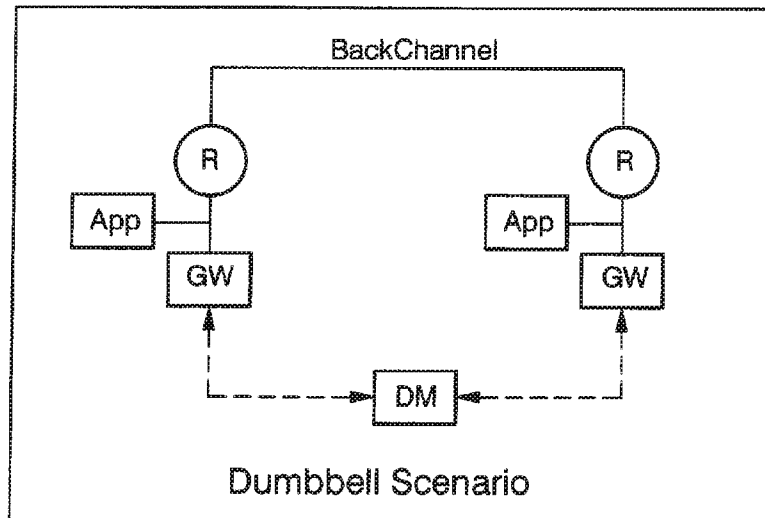 BackChannel
R
R
App
App
GW
GW
DM
Dumbbell Scenario